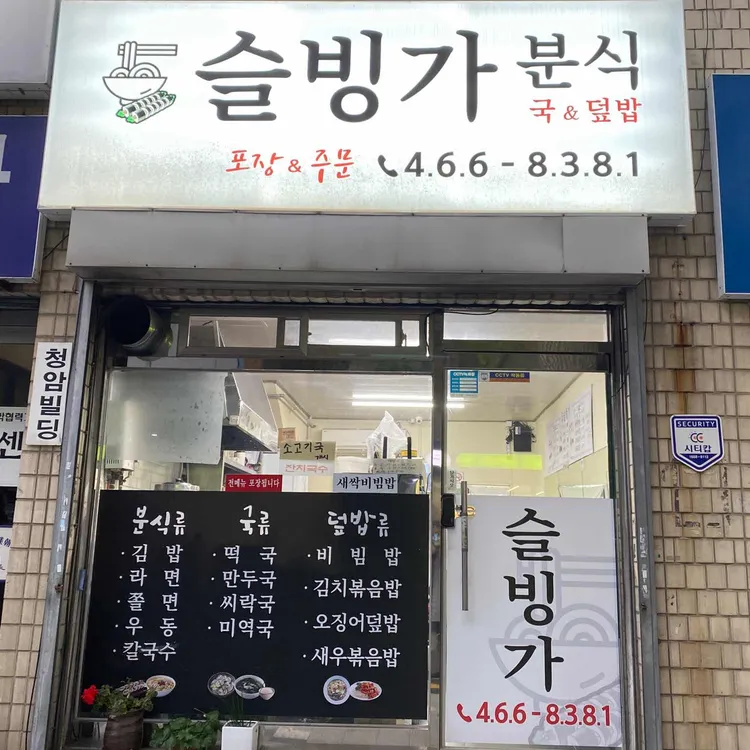 슬빙가 분식
국 & 덮밥
포장 & 주문 4.6.6 - 8.3.8.1
청암빌딩
센
CCTV 작동중
SECURITY
시티캅
소고기국
잔치국수
전메뉴 포장됩니다
새싹비빔밥
분식류
· 김밥
· 라면
· 쫄면
· 우동
· 칼국수
국류
· 떡국
· 만두국
· 씨락국
· 미역국
덮밥류
· 비빔밥
· 김치볶음밥
· 오징어덮밥
· 새우볶음밥
슬빙가
4.6.6 - 8.3.8.1